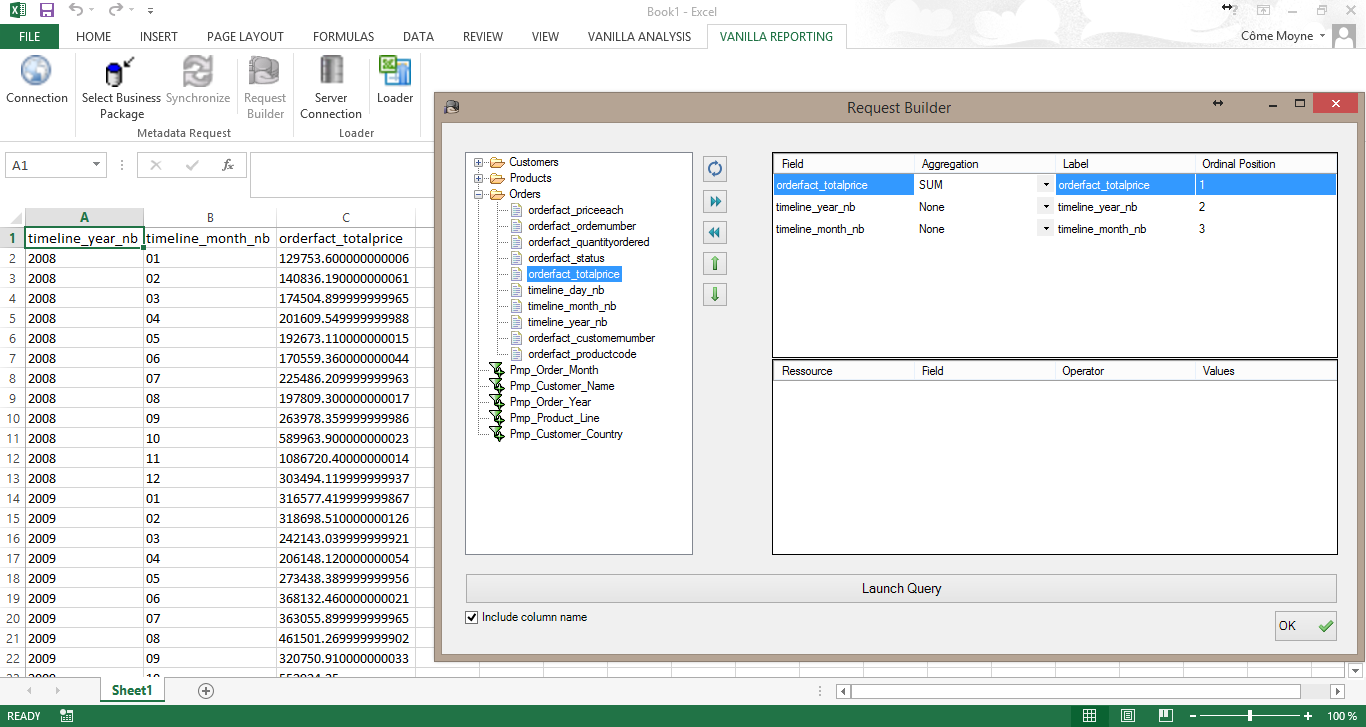 Book1 - Excel
FILE HOME INSERT PAGE LAYOUT FORMULAS DATA REVIEW VIEW VANILLA ANALYSIS VANILLA REPORTING Côme Moyne
Connection
Select Business Package
Synchronize
Request Builder
Server Connection
Loader
Metadata Request
Loader
A1
fx
A B C
1 timeline_year_nb timeline_month_nb orderfact_totalprice
2 2008 01 129753.600000000006
3 2008 02 140836.190000000061
4 2008 03 174504.899999999965
5 2008 04 201609.549999999988
6 2008 05 192673.110000000015
7 2008 06 170559.360000000044
8 2008 07 225486.209999999963
9 2008 08 197809.300000000017
10 2008 09 263978.359999999986
11 2008 10 589963.900000000023
12 2008 11 1086720.40000000014
13 2008 12 303494.119999999937
14 2009 01 316577.419999999867
15 2009 02 318698.510000000126
16 2009 03 242143.039999999921
17 2009 04 206148.120000000054
18 2009 05 273438.389999999956
19 2009 06 368132.460000000021
20 2009 07 363055.899999999965
21 2009 08 461501.269999999902
22 2009 09 320750.910000000033
Request Builder
Customers
Products
Orders
orderfact_priceeach
orderfact_ordernumber
orderfact_quantityordered
orderfact_status
orderfact_totalprice
timeline_day_nb
timeline_month_nb
timeline_year_nb
orderfact_customernumber
orderfact_productcode
Pmp_Order_Month
Pmp_Customer_Name
Pmp_Order_Year
Pmp_Product_Line
Pmp_Customer_Country
Field Aggregation Label Ordinal Position
orderfact_totalprice SUM orderfact_totalprice 1
timeline_year_nb None timeline_year_nb 2
timeline_month_nb None timeline_month_nb 3
Ressource Field Operator Values
Launch Query
Include column name
OK
Sheet1
READY
100 %